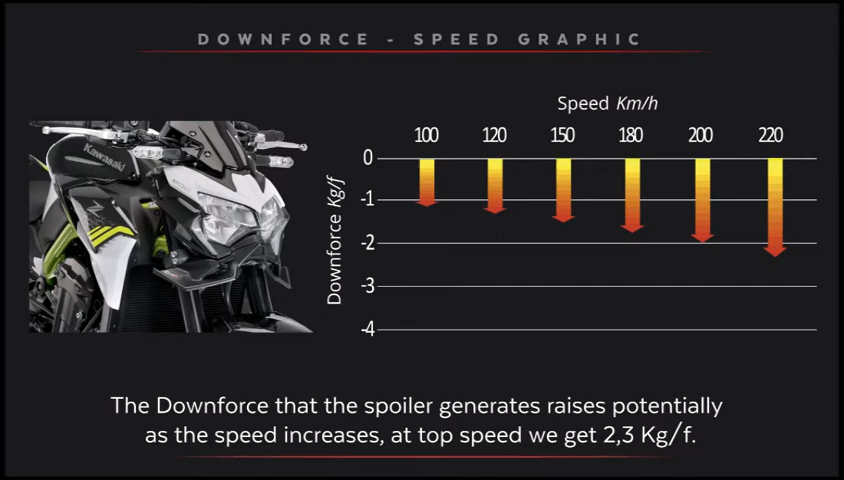 DOWNFORCE - SPEED GRAPHIC
Speed Km/h
100 120 150 180 200 220
Downforce Kg/f
0
-1
-2
-3
-4
Kawasaki
The Downforce that the spoiler generates raises potentially
as the speed increases, at top speed we get 2,3 Kg/f.